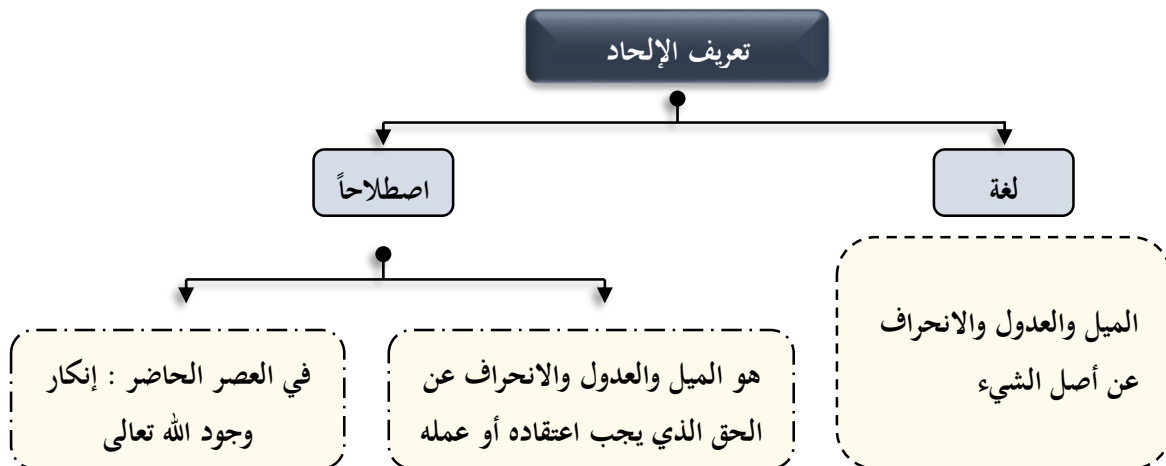 تعريف الإلحاد
لغة
اصطلاحاً
الميل والعدول والانحراف
عن أصل الشيء
هو الميل والعدول والانحراف عن
الحق الذي يجب اعتقاده أو عمله
في العصر الحاضر : إنكار
وجود الله تعالى